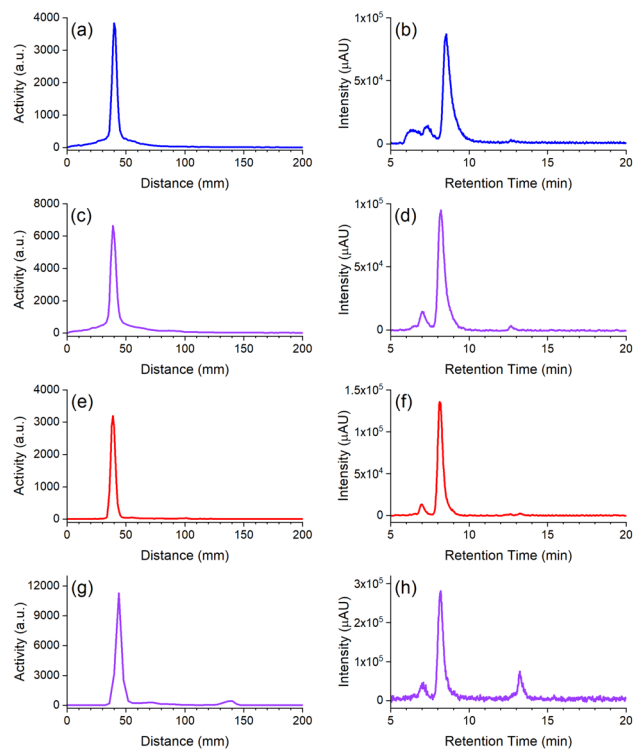 (a)
Activity (a.u.)
4000
3000
2000
1000
0
0 50 100 150 200
Distance (mm)
(b)
Intensity (µAU)
1x10⁵
5x10⁴
0
5 10 15 20
Retention Time (min)
(c)
Activity (a.u.)
8000
6000
4000
2000
0
0 50 100 150 200
Distance (mm)
(d)
Intensity (µAU)
1x10⁵
5x10⁴
0
5 10 15 20
Retention Time (min)
(e)
Activity (a.u.)
4000
3000
2000
1000
0
0 50 100 150 200
Distance (mm)
(f)
Intensity (µAU)
1.5x10⁵
1x10⁵
5x10⁴
0
5 10 15 20
Retention Time (min)
(g)
Activity (a.u.)
12000
9000
6000
3000
0
0 50 100 150 200
Distance (mm)
(h)
Intensity (µAU)
3x10⁵
2x10⁵
1x10⁵
0
5 10 15 20
Retention Time (min)